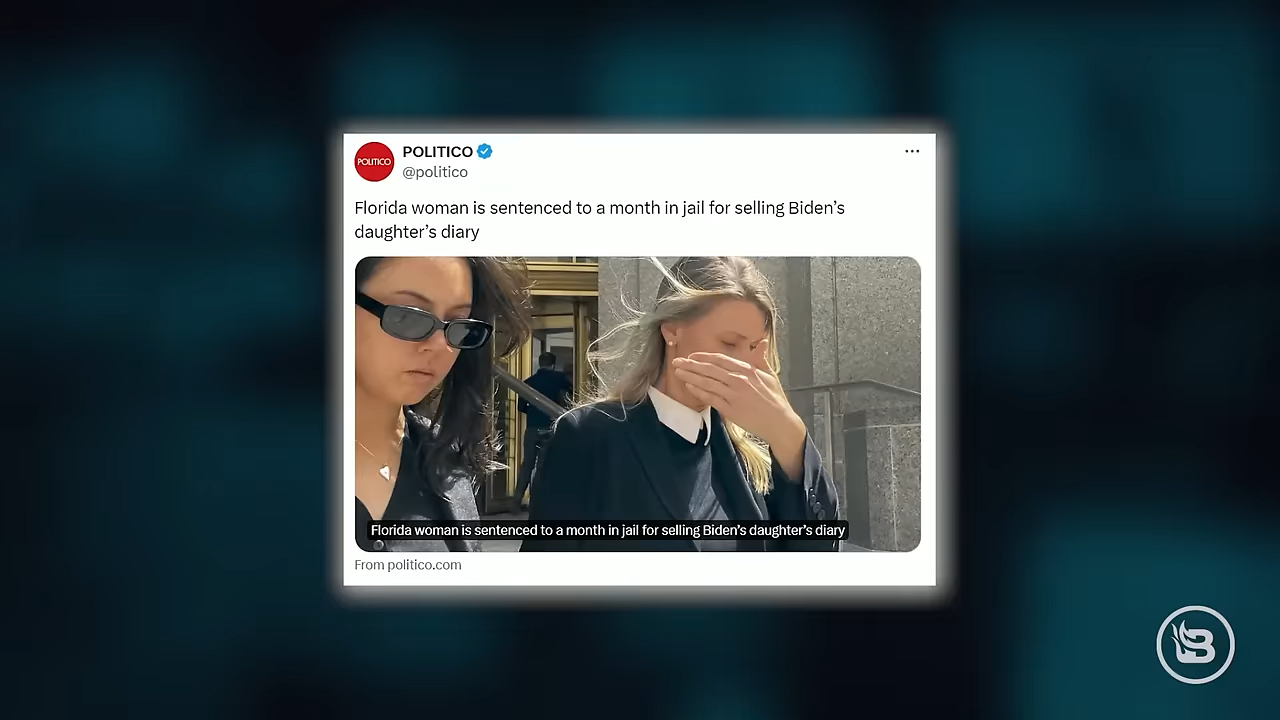 POLITICO
POLITICO
@politico
Florida woman is sentenced to a month in jail for selling Biden’s
daughter’s diary
Florida woman is sentenced to a month in jail for selling Biden’s daughter’s diary
From politico.com
B